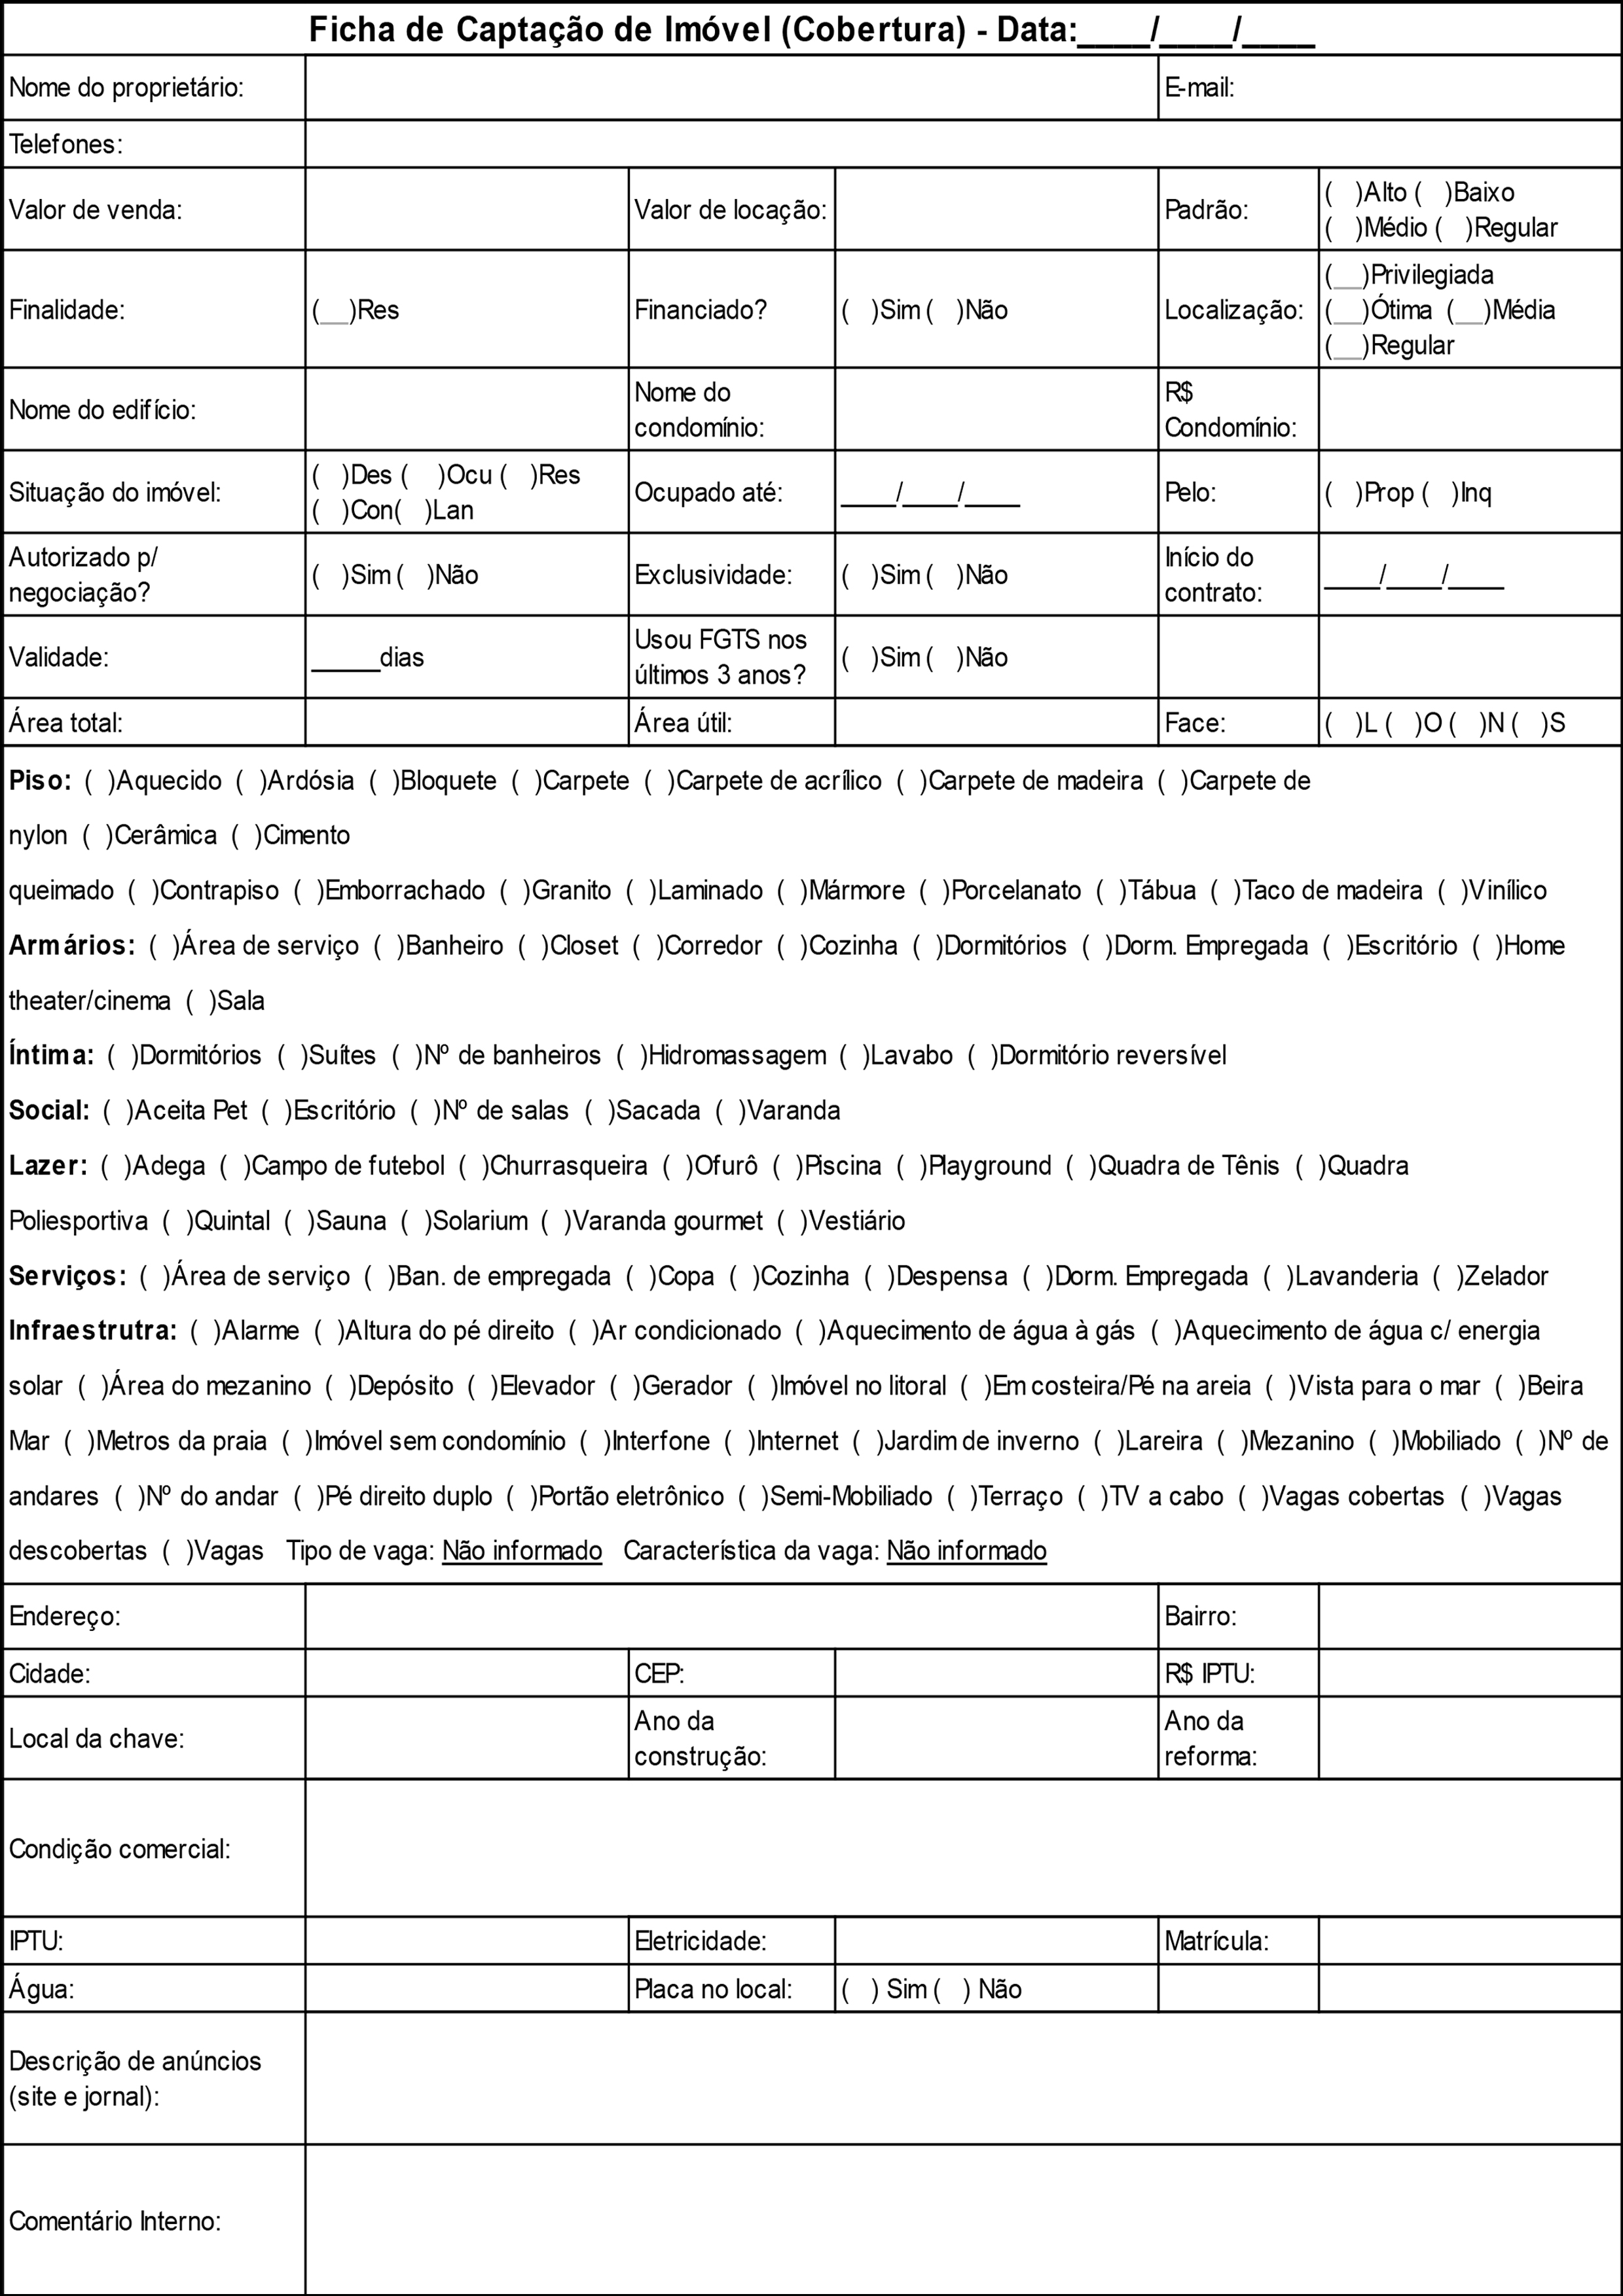 Ficha de Captação de Imóvel (Cobertura) - Data:____/____/____
Nome do proprietário: E-mail:
Telefones:
Valor de venda: Valor de locação: Padrão: ( )Alto ( )Baixo
( )Médio ( )Regular
Finalidade: (__)Res Financiado? ( )Sim ( )Não Localização: (__)Privilegiada
(__)Ótima (__)Média
(__)Regular
Nome do edifício: Nome do
condomínio: R$
Condomínio:
Situação do imóvel: ( )Des ( )Ocu ( )Res
( )Con( )Lan Ocupado até: ____/____/____ Pelo: ( )Prop ( )Inq
Autorizado p/
negociação? ( )Sim ( )Não Exclusividade: ( )Sim ( )Não Início do
contrato: ____/____/____
Validade: _____dias Usou FGTS nos
últimos 3 anos? ( )Sim ( )Não
Área total: Área útil: Face: ( )L ( )O ( )N ( )S
Piso: ( )Aquecido ( )Ardósia ( )Bloquete ( )Carpete ( )Carpete de acrílico ( )Carpete de madeira ( )Carpete de
nylon ( )Cerâmica ( )Cimento
queimado ( )Contrapiso ( )Emborrachado ( )Granito ( )Laminado ( )Mármore ( )Porcelanato ( )Tábua ( )Taco de madeira ( )Vinílico
Armários: ( )Área de serviço ( )Banheiro ( )Closet ( )Corredor ( )Cozinha ( )Dormitórios ( )Dorm. Empregada ( )Escritório ( )Home
theater/cinema ( )Sala
Íntima: ( )Dormitórios ( )Suítes ( )Nº de banheiros ( )Hidromassagem ( )Lavabo ( )Dormitório reversível
Social: ( )Aceita Pet ( )Escritório ( )Nº de salas ( )Sacada ( )Varanda
Lazer: ( )Adega ( )Campo de futebol ( )Churrasqueira ( )Ofurô ( )Piscina ( )Playground ( )Quadra de Tênis ( )Quadra
Poliesportiva ( )Quintal ( )Sauna ( )Solarium ( )Varanda gourmet ( )Vestiário
Serviços: ( )Área de serviço ( )Ban. de empregada ( )Copa ( )Cozinha ( )Despensa ( )Dorm. Empregada ( )Lavanderia ( )Zelador
Infraestrutra: ( )Alarme ( )Altura do pé direito ( )Ar condicionado ( )Aquecimento de água à gás ( )Aquecimento de água c/ energia
solar ( )Área do mezanino ( )Depósito ( )Elevador ( )Gerador ( )Imóvel no litoral ( )Em costeira/Pé na areia ( )Vista para o mar ( )Beira
Mar ( )Metros da praia ( )Imóvel sem condomínio ( )Interfone ( )Internet ( )Jardim de inverno ( )Lareira ( )Mezanino ( )Mobiliado ( )Nº de
andares ( )Nº do andar ( )Pé direito duplo ( )Portão eletrônico ( )Semi-Mobiliado ( )Terraço ( )TV a cabo ( )Vagas cobertas ( )Vagas
descobertas ( )Vagas Tipo de vaga: Não informado Característica da vaga: Não informado
Endereço: Bairro:
Cidade: CEP: R$ IPTU:
Local da chave: Ano da
construção: Ano da
reforma:
Condição comercial:
IPTU: Eletricidade: Matrícula:
Água: Placa no local: ( ) Sim ( ) Não
Descrição de anúncios
(site e jornal):
Comentário Interno: